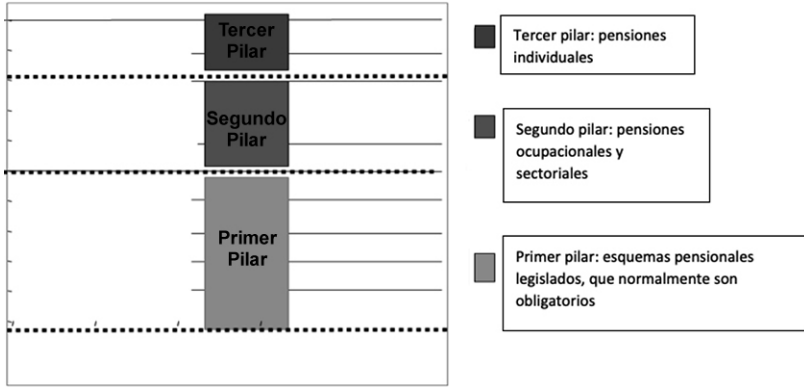 Tercer
Pilar
Segundo
Pilar
Primer
Pilar
Tercer pilar: pensiones
individuales
Segundo pilar: pensiones
ocupacionales y
sectoriales
Primer pilar: esquemas pensionales
legislados, que normalmente son
obligatorios